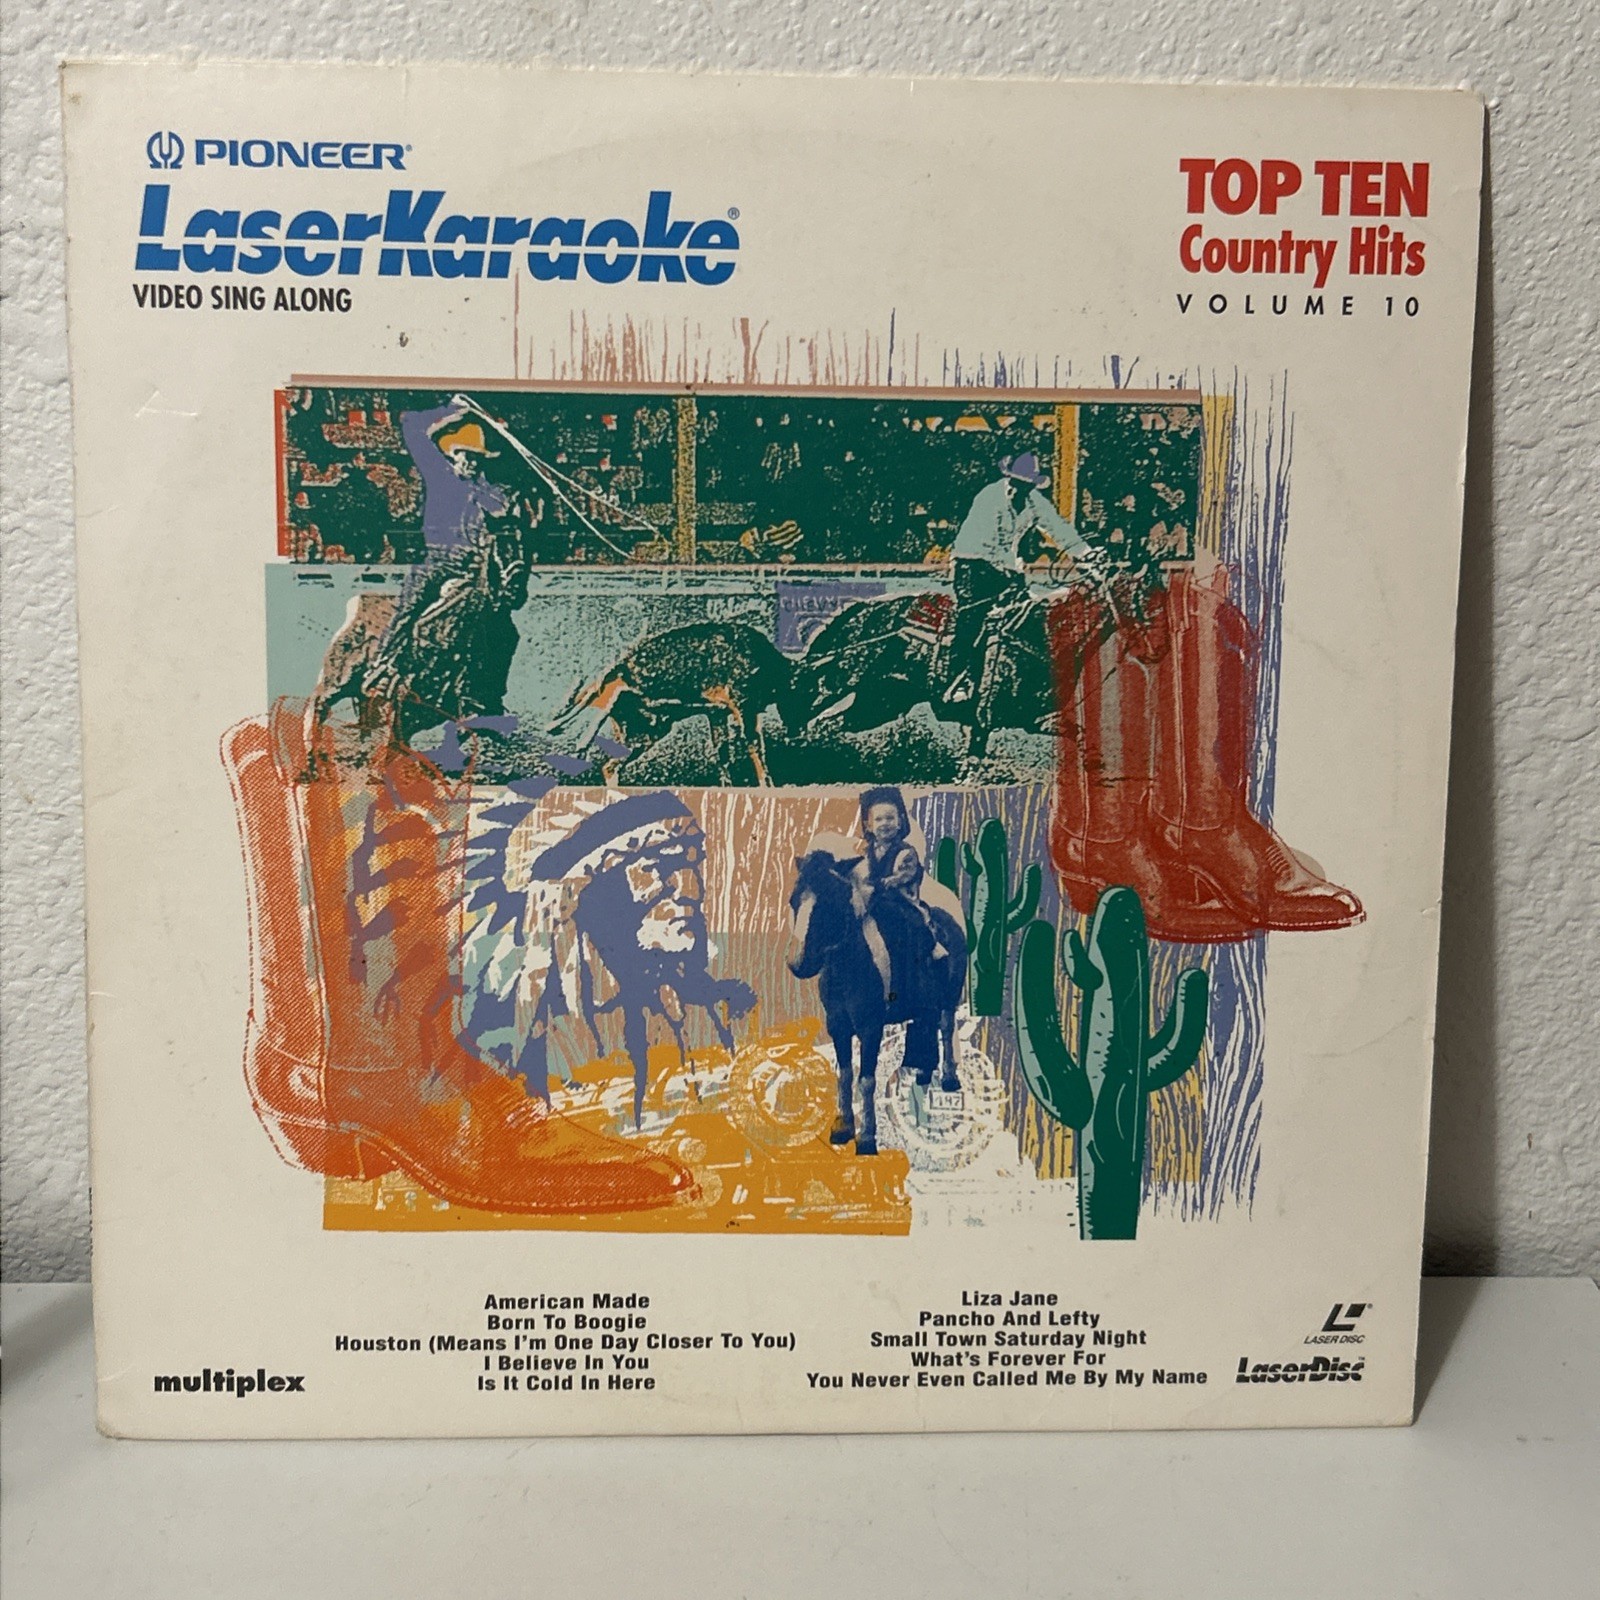 PIONEER®
LaserKaraoke®
VIDEO SING ALONG
TOP TEN
Country Hits
VOLUME 10
CHEVY
American Made
Born To Boogie
Houston (Means I'm One Day Closer To You)
I Believe In You
Is It Cold In Here
Liza Jane
Pancho And Lefty
Small Town Saturday Night
What's Forever For
You Never Even Called Me By My Name
multiplex
LASER DISC
LaserDisc™